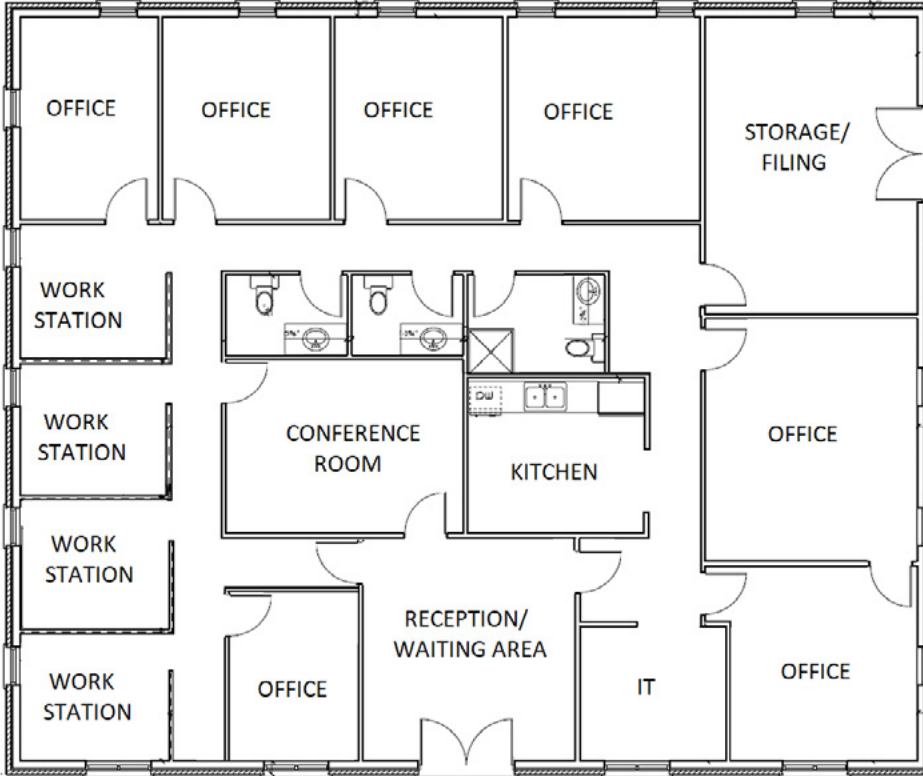 OFFICE
OFFICE
OFFICE
OFFICE
STORAGE/
FILING
WORK
STATION
WORK
STATION
CONFERENCE
ROOM
DW
KITCHEN
OFFICE
WORK
STATION
RECEPTION/
WAITING AREA
WORK
STATION
OFFICE
IT
OFFICE